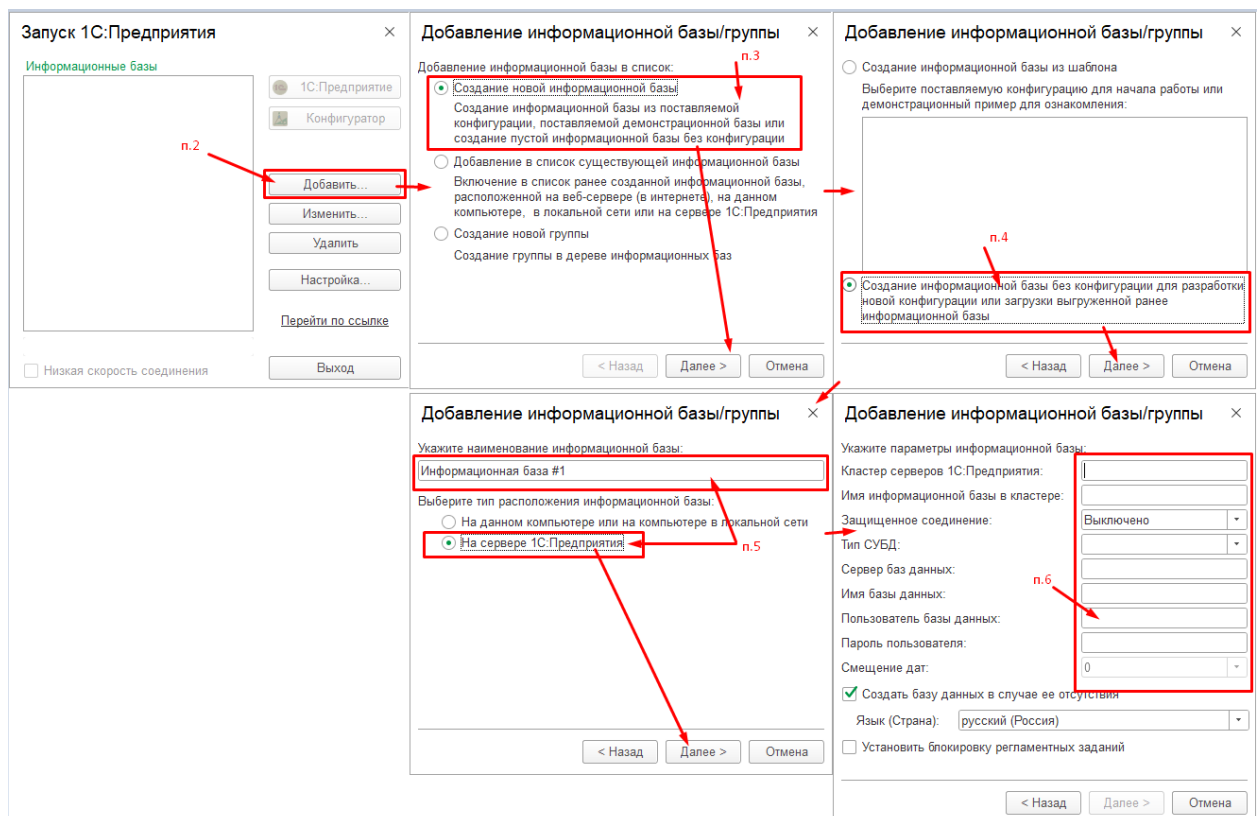 Запуск 1С:Предприятия
Информационные базы
1С:Предприятие
Конфигуратор
п.2
Добавить...
Изменить...
Удалить
Настройка...
Перейти по ссылке
Низкая скорость соединения
Выход
Добавление информационной базы/группы
п.3
Добавление информационной базы в список:
Создание новой информационной базы
Создание информационной базы из поставляемой
конфигурации, поставляемой демонстрационной базы или
создание пустой информационной базы без конфигурации
Добавление в список существующей информационной базы
Включение в список ранее созданной информационной базы,
расположенной на веб-сервере (в интернете), на данном
компьютере, в локальной сети или на сервере 1С:Предприятия
Создание новой группы
Создание группы в дереве информационных баз
< Назад
Далее >
Отмена
Добавление информационной базы/группы
Создание информационной базы из шаблона
Выберите поставляемую конфигурацию для начала работы или
демонстрационный пример для ознакомления:
п.4
Создание информационной базы без конфигурации для разработки
новой конфигурации или загрузки выгруженной ранее
информационной базы
< Назад
Далее >
Отмена
Добавление информационной базы/группы
Укажите наименование информационной базы:
Информационная база #1
Выберите тип расположения информационной базы:
На данном компьютере или на компьютере в локальной сети
На сервере 1С:Предприятия
п.5
< Назад
Далее >
Отмена
Добавление информационной базы/группы
Укажите параметры информационной базы:
Кластер серверов 1С:Предприятия:
Имя информационной базы в кластере:
Защищенное соединение:
Выключено
Тип СУБД:
Сервер баз данных:
п.6
Имя базы данных:
Пользователь базы данных:
Пароль пользователя:
Смещение дат:
0
Создать базу данных в случае ее отсутствия
Язык (Страна):
русский (Россия)
Установить блокировку регламентных заданий
< Назад
Далее >
Отмена